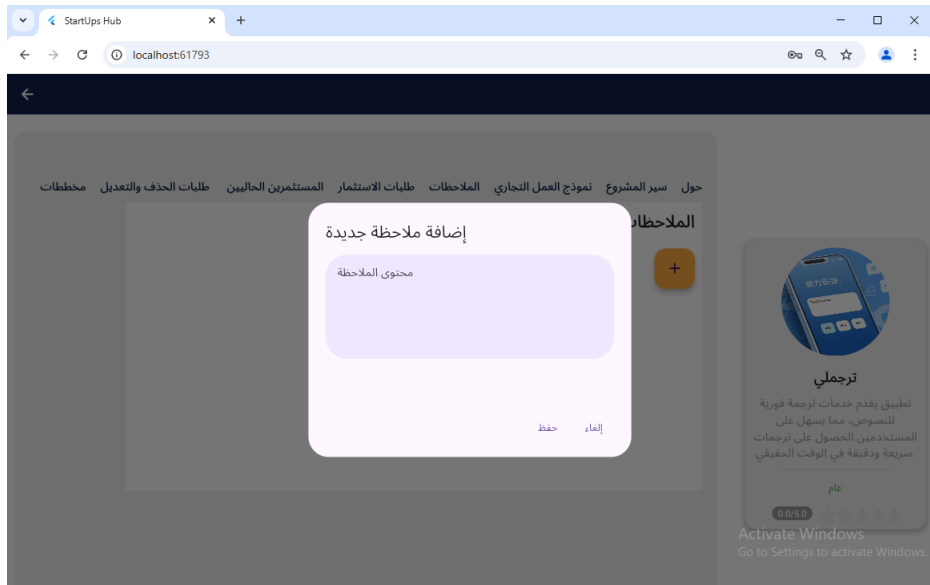 StartUps Hub
localhost:61793
حول
سير المشروع
نموذج العمل التجاري
الملاحظات
طلبات الاستثمار
المستثمرين الحاليين
طلبات الحذف والتعديل
مخططات
الملاحظات
+
إضافة ملاحظة جديدة
محتوى الملاحظة
إلغاء
حفظ
ترجملي
تطبيق يقدم خدمات ترجمة فورية
للنصوص، مما يسهل على
المستخدمين الحصول على ترجمات
سريعة ودقيقة في الوقت الحقيقي.
عام
0.0/5.0
Activate Windows
Go to Settings to activate Windows.